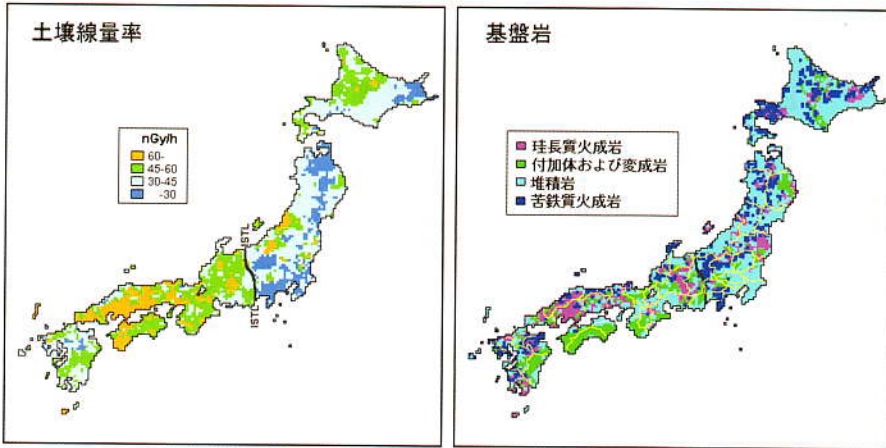 土壌線量率
nGy/h
60-
45-60
30-45
-30
ISTL
ISTL
基盤岩
珪長質火成岩
付加体および変成岩
堆積岩
苦鉄質火成岩